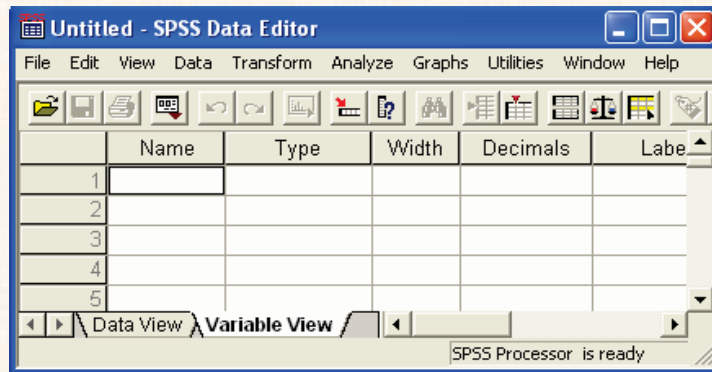 Untitled - SPSS Data Editor
File Edit View Data Transform Analyze Graphs Utilities Window Help
Name Type Width Decimals Labe
1
2
3
4
5
Data View Variable View
SPSS Processor is ready